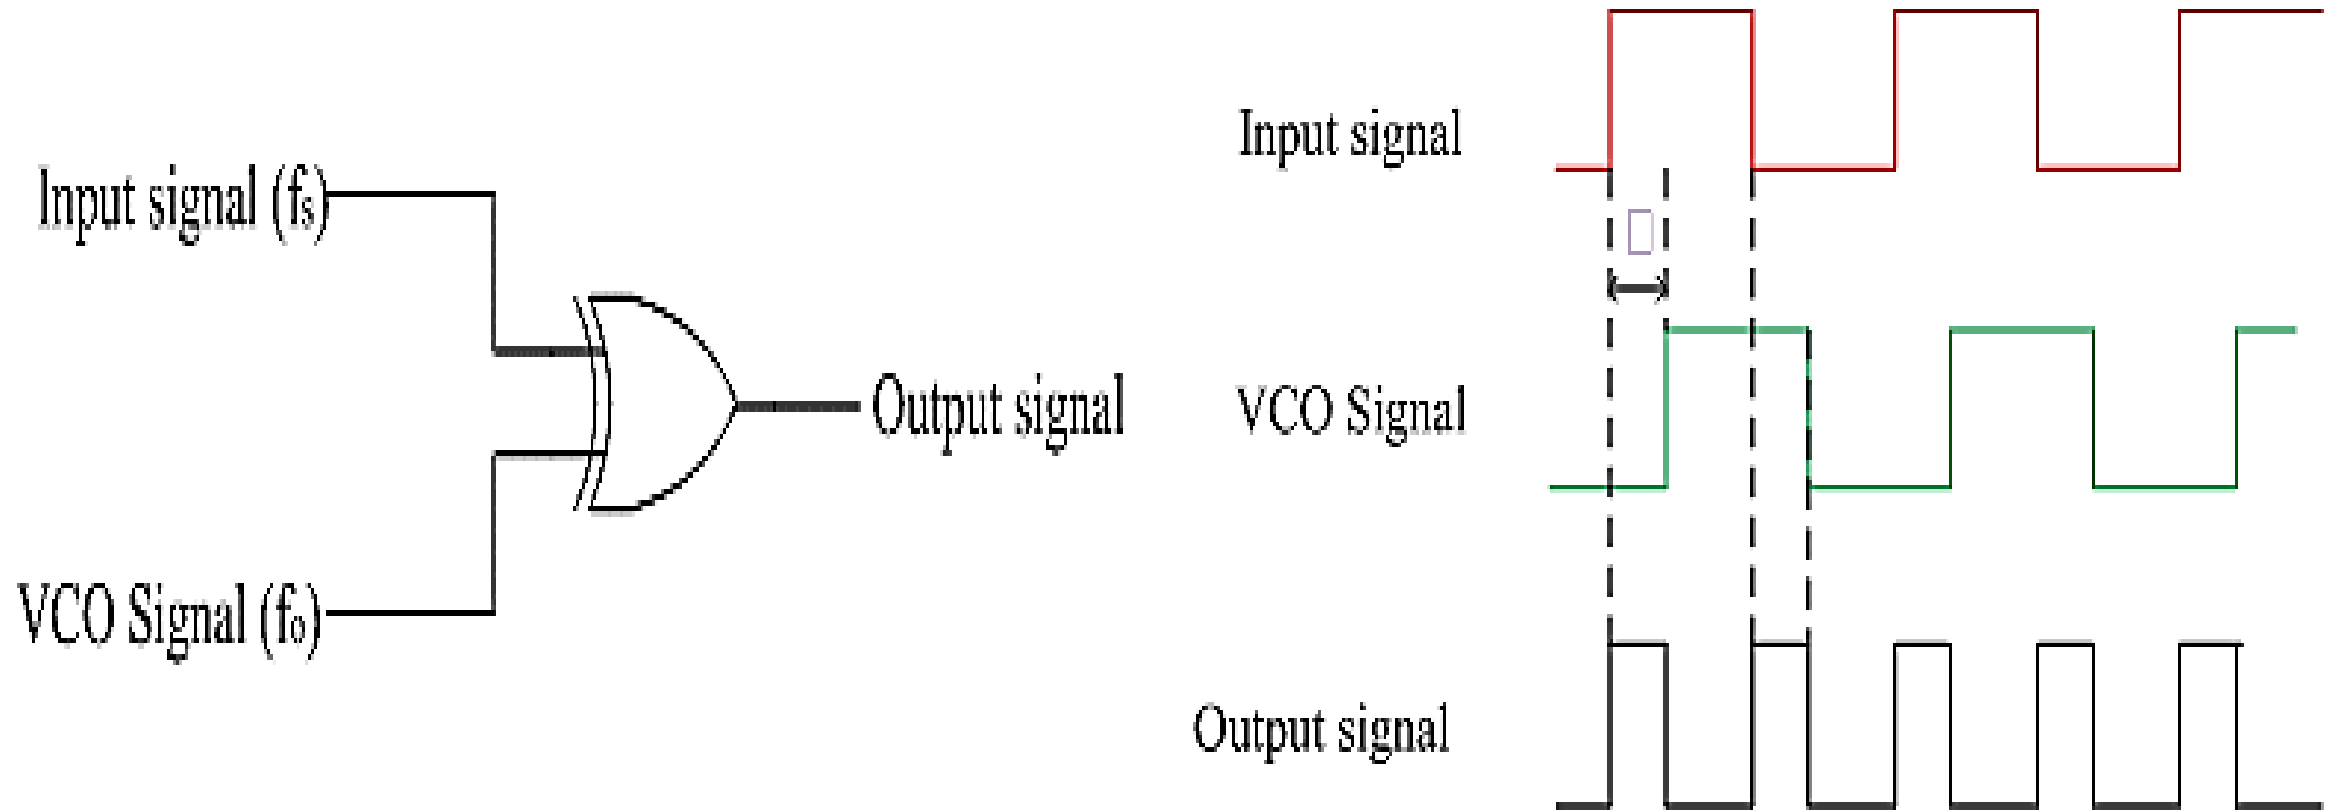 Input signal (fs)
VCO Signal (fo)
Output signal
Input signal
VCO Signal
Output signal